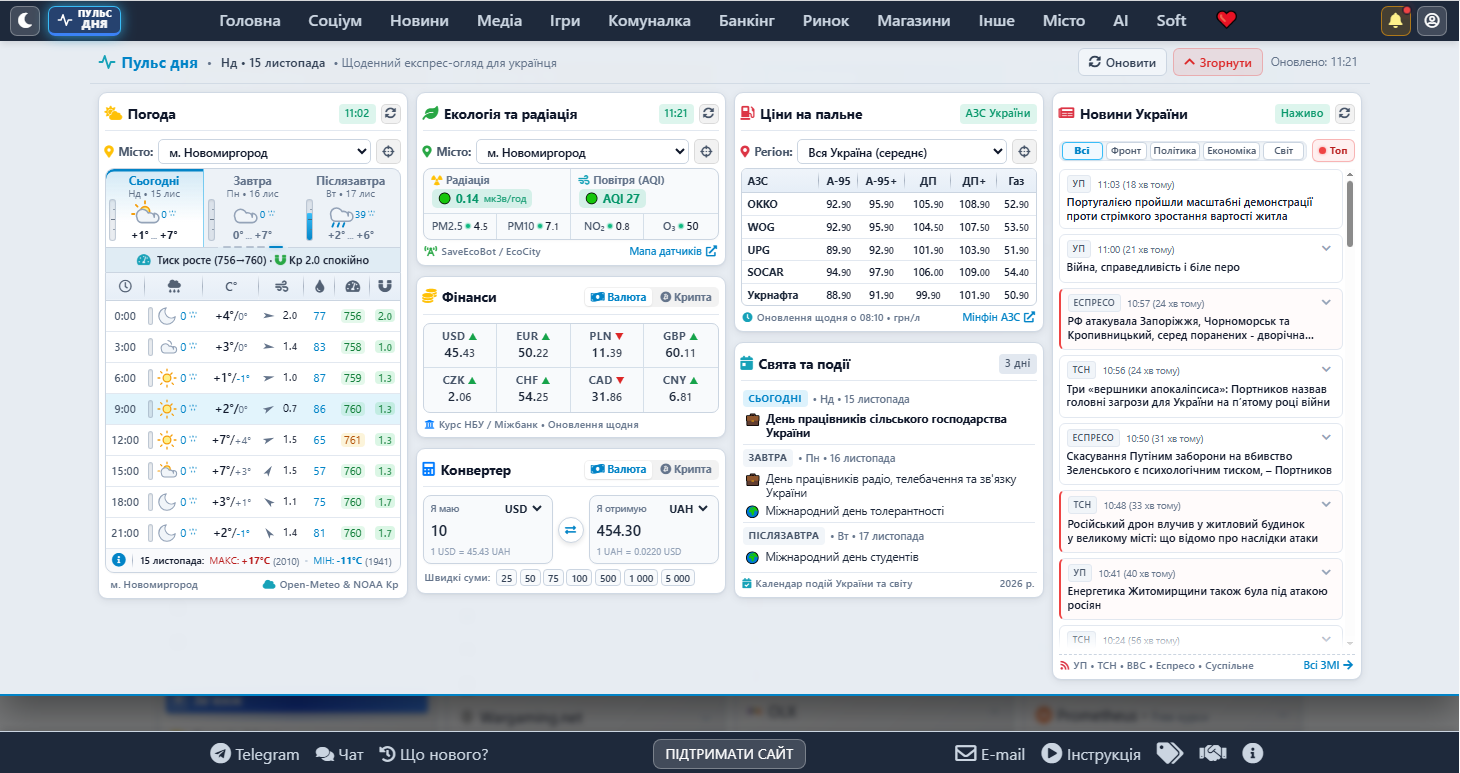 ПУЛЬС ДНЯ
Головна Соціум Новини Медіа Ігри Комуналка Банкінг Ринок Магазини Інше Місто AI Soft
Пульс дня • Нд • 15 листопада • Щоденний експрес-огляд для українця
Оновити Згорнути Оновлено: 11:21
Погода 11:02
Місто: м. Новомиргород
Сьогодні Завтра Післязавтра
Нд • 15 лис Пн • 16 лис Вт • 17 лис
0 0 39
+1° .. +7° 0° .. +7° +2° .. +6°
Тиск росте (756→760) · Кр 2.0 спокійно
C°
0:00 0 +4°/0° 2.0 77 756 2.0
3:00 0 +3°/0° 1.4 83 758 1.0
6:00 0 +1°/-1° 1.0 87 759 1.3
9:00 0 +2°/0° 0.7 86 760 1.3
12:00 0 +7°/+4° 1.5 65 761 1.3
15:00 0 +7°/+3° 1.5 57 760 1.3
18:00 0 +3°/+1° 1.1 75 760 1.7
21:00 0 +2°/-1° 1.4 81 760 1.7
15 листопада: МАКС: +17°C (2010) · МІН: -11°C (1941)
м. Новомиргород Open-Meteo & NOAA Kp
Екологія та радіація 11:21
Місто: м. Новомиргород
Радіація Повітря (AQI)
0.14 мкЗв/год AQI 27
PM2.5 4.5 PM10 7.1 NO₂ 0.8 O₃ 50
SaveEcoBot / EcoCity Мапа датчиків
Фінанси Валюта Крипта
USD EUR PLN GBP
45.43 50.22 11.39 60.11
CZK CHF CAD CNY
2.06 54.25 31.86 6.81
Курс НБУ / Міжбанк • Оновлення щодня
Конвертер Валюта Крипта
Я маю USD Я отримую UAH
10 454.30
1 USD = 45.43 UAH 1 UAH = 0.0220 USD
Швидкі суми: 25 50 75 100 500 1 000 5 000
Ціни на пальне АЗС України
Регіон: Вся Україна (середнє)
АЗС А-95 А-95+ ДП ДП+ Газ
ОККО 92.90 95.90 105.90 108.90 52.90
WOG 92.90 95.90 104.50 107.50 53.50
UPG 89.90 92.90 101.90 103.90 51.90
SOCAR 94.90 97.90 106.00 109.00 54.40
Укрнафта 88.90 91.90 99.90 101.90 50.90
Оновлення щодня о 08:10 • грн/л Мінфін АЗС
Свята та події 3 дні
СЬОГОДНІ • Нд • 15 листопада
День працівників сільського господарства
України
ЗАВТРА • Пн • 16 листопада
День працівників радіо, телебачення та зв'язку
України
Міжнародний день толерантності
ПІСЛЯЗАВТРА • Вт • 17 листопада
Міжнародний день студентів
Календар подій України та світу 2026 р.
Новини України Наживо
Всі Фронт Політика Економіка Світ Топ
УП 11:03 (18 хв тому)
Португалією пройшли масштабні демонстрації
проти стрімкого зростання вартості житла
УП 11:00 (21 хв тому)
Війна, справедливість і біле перо
ЕСПРЕСО 10:57 (24 хв тому)
РФ атакувала Запоріжжя, Чорноморськ та
Кропивницький, серед поранених - дворічна...
ТСН 10:56 (24 хв тому)
Три «вершники апокаліпсиса»: Портников назвав
головні загрози для України на п'ятому році війни
ЕСПРЕСО 10:50 (31 хв тому)
Скасування Путіним заборони на вбивство
Зеленського є психологічним тиском, – Портников
ТСН 10:48 (33 хв тому)
Російський дрон влучив у житловий будинок
у великому місті: що відомо про наслідки атаки
УП 10:41 (40 хв тому)
Енергетика Житомирщини також була під атакою
росіян
ТСН 10:24 (56 хв тому)
УП • ТСН • BBC • Еспресо • Суспільне Всі ЗМІ
Wargaming.net OLX Prometheus
Telegram Чат Що нового? ПІДТРИМАТИ САЙТ E-mail Інструкція